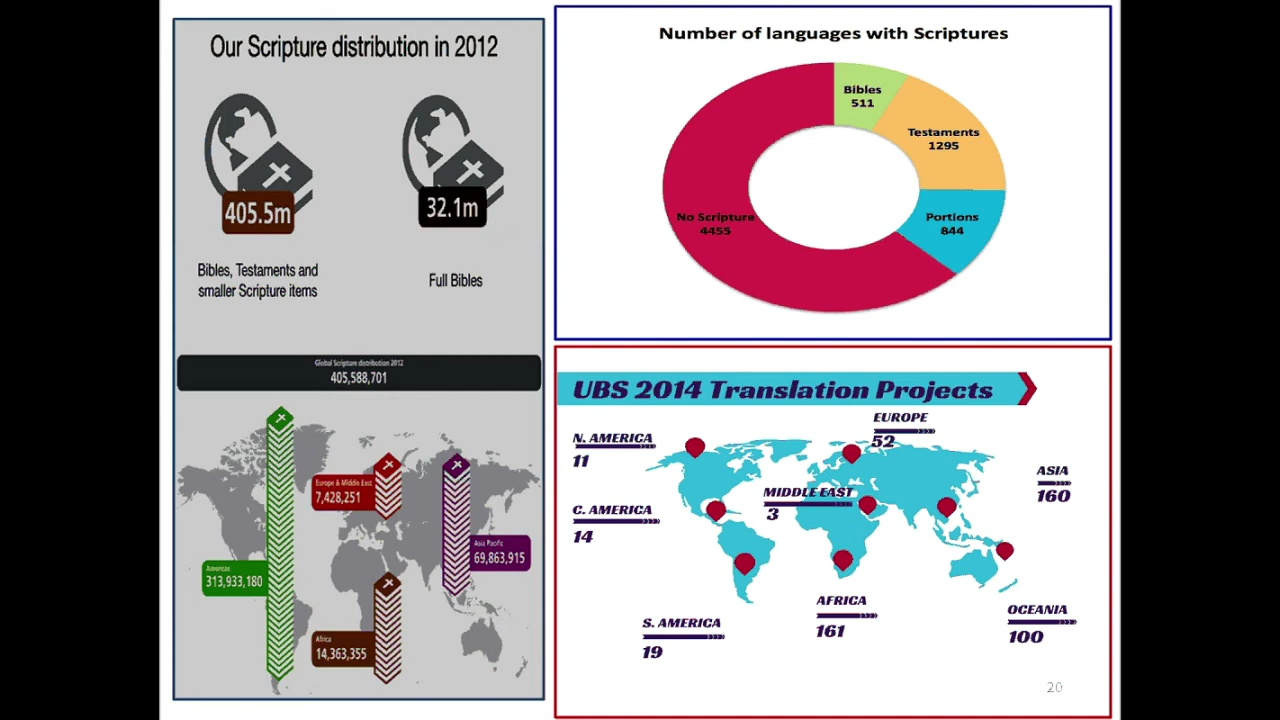 Our Scripture distribution in 2012
405.5m
32.1m
Bibles, Testaments and
smaller Scripture items
Full Bibles
Global Scripture distribution 2012
405,588,701
Europe & Middle East
7,428,251
Asia Pacific
69,863,915
Americas
313,933,180
Africa
14,363,355
Number of languages with Scriptures
Bibles
511
Testaments
1295
No Scripture
4455
Portions
844
UBS 2014 Translation Projects
EUROPE
52
N. AMERICA
11
ASIA
160
MIDDLE EAST
3
C. AMERICA
14
AFRICA
161
OCEANIA
100
S. AMERICA
19
20